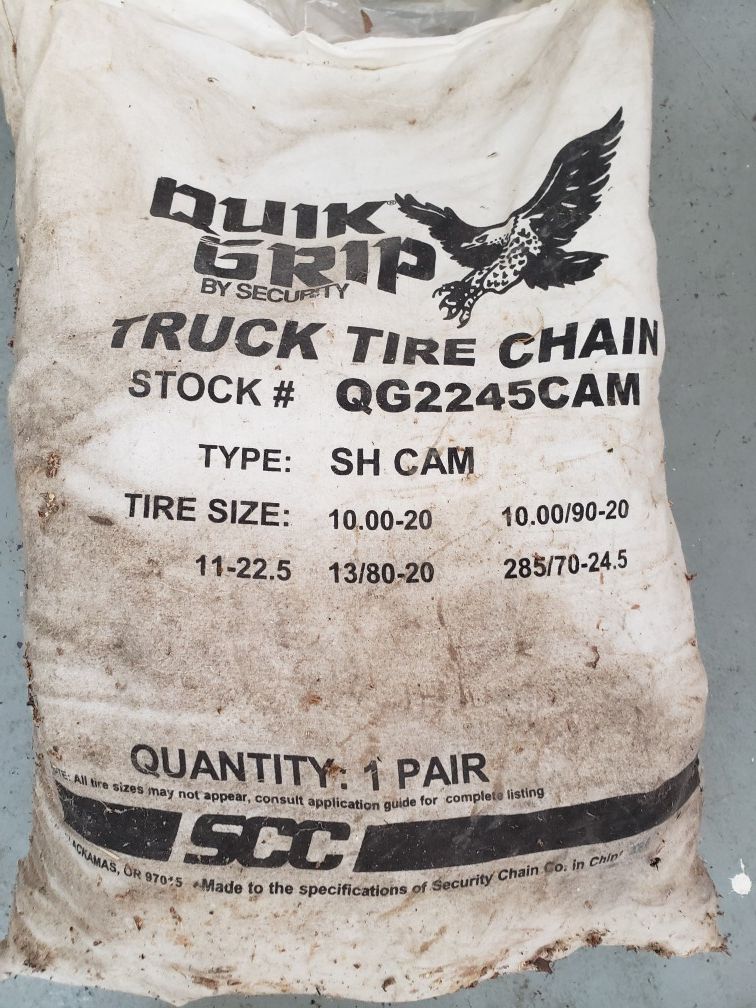 QUIK
GRIP
BY SECURITY
TRUCK TIRE CHAIN
STOCK # QG2245CAM
TYPE: SH CAM
TIRE SIZE: 10.00-20 10.00/90-20
11-22.5 13/80-20 285/70-24.5
QUANTITY: 1 PAIR
All tire sizes may not appear, consult application guide for complete listing
SCC
OR 97015 Made to the specifications of Security Chain Co. in